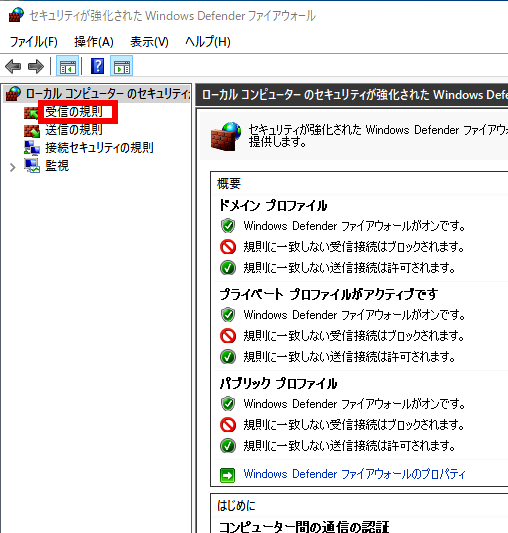 セキュリティが強化された Windows Defender ファイアウォール
ファイル(F) 操作(A) 表示(V) ヘルプ(H)
ローカル コンピューター のセキュリティ
受信の規則
送信の規則
接続セキュリティの規則
監視
ローカル コンピューター のセキュリティが強化された Windows Defe
セキュリティが強化された Windows Defender ファイアウォ
提供します。
概要
ドメイン プロファイル
Windows Defender ファイアウォールがオンです。
規則に一致しない受信接続はブロックされます。
規則に一致しない送信接続は許可されます。
プライベート プロファイルがアクティブです
Windows Defender ファイアウォールがオンです。
規則に一致しない受信接続はブロックされます。
規則に一致しない送信接続は許可されます。
パブリック プロファイル
Windows Defender ファイアウォールがオンです。
規則に一致しない受信接続はブロックされます。
規則に一致しない送信接続は許可されます。
Windows Defender ファイアウォールのプロパティ
はじめに
コンピューター間の通信の認証